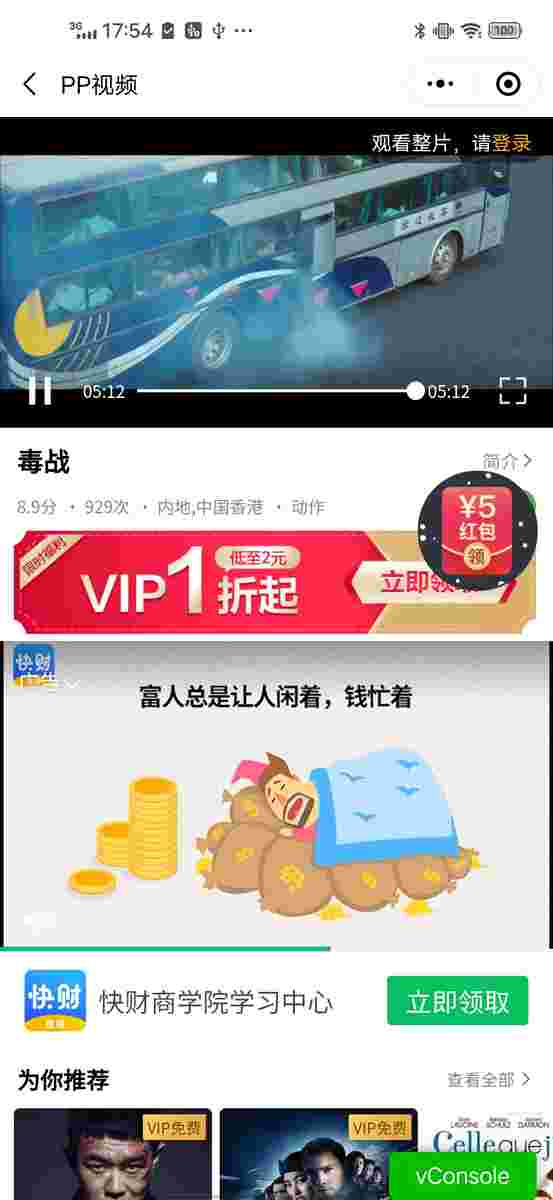 3G 17:54 100
PP视频
观看整片，请登录
05:12 05:12
毒战
简介
8.9分 · 929次 · 内地,中国香港 · 动作
¥5
红包
领
限时福利
VIP1折起
低至2元
立即领
快财
广告
富人总是让人闲着，钱忙着
快财
快财商学院学习中心
立即领取
为你推荐
查看全部
VIP免费
VIP免费
vConsole